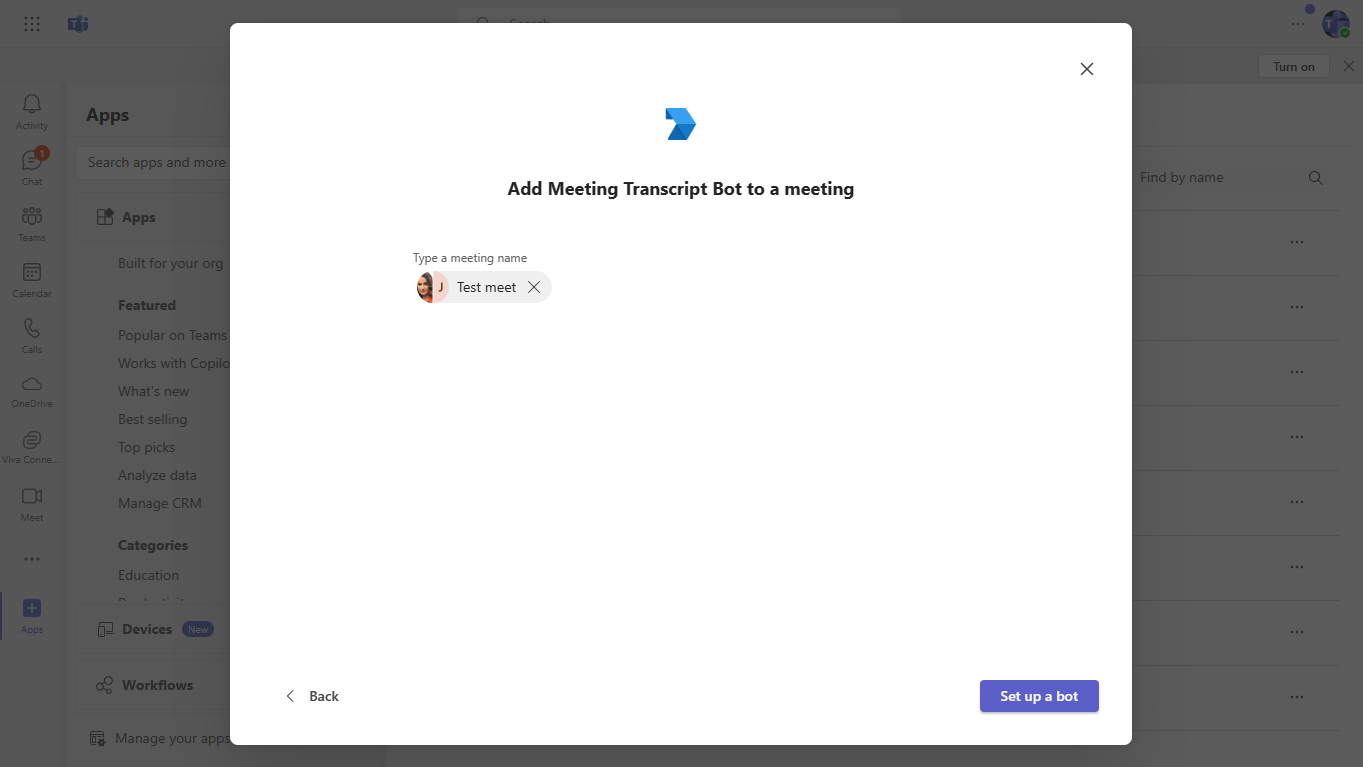 Search
Turn on
Activity
1
Chat
Teams
Calendar
Calls
OneDrive
Viva Conne...
Meet
Apps
Apps
Search apps and more
Apps
Built for your org
Featured
Popular on Teams
Works with Copilo
What's new
Best selling
Top picks
Analyze data
Manage CRM
Categories
Education
Devices New
Workflows
Manage your apps
Add Meeting Transcript Bot to a meeting
Type a meeting name
J Test meet
Back
Set up a bot
Find by name